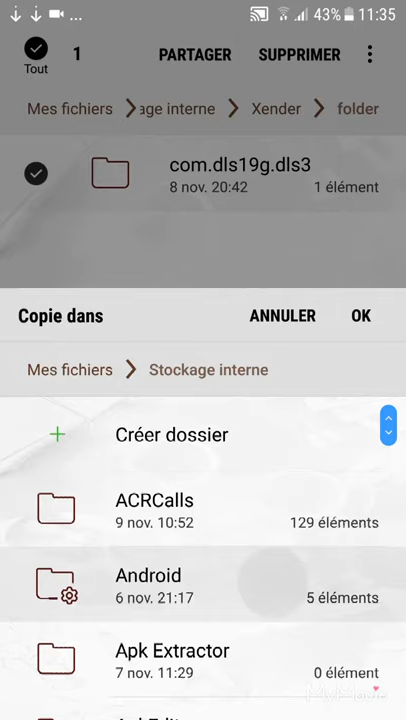 ... 43% 11:35
Tout 1 PARTAGER SUPPRIMER
Mes fichiers age interne Xender folder
com.dls19g.dls3
8 nov. 20:42 1 élément
Copie dans ANNULER OK
Mes fichiers Stockage interne
Créer dossier
ACRCalls
9 nov. 10:52 129 éléments
Android
6 nov. 21:17 5 éléments
Apk Extractor
7 nov. 11:29 0 élément